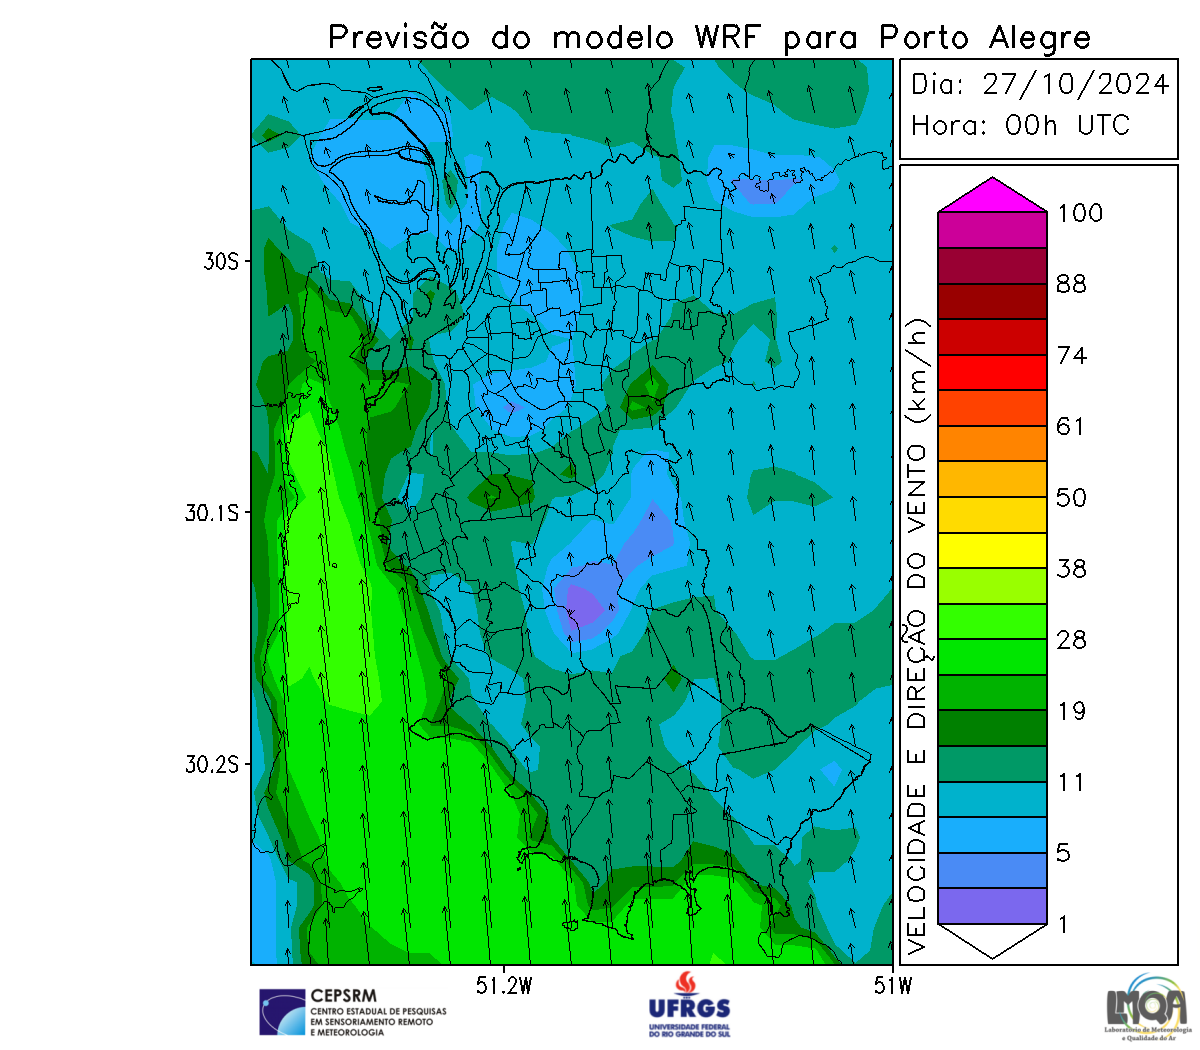 Previsão do modelo WRF para Porto Alegre
Dia: 27/10/2024
Hora: 00h UTC
30S
30.1S
30.2S
51.2W
51W
VELOCIDADE E DIREÇÃO DO VENTO (km/h)
100
88
74
61
50
38
28
19
11
5
1
CEPSRM
CENTRO ESTADUAL DE PESQUISAS
EM SENSORIAMENTO REMOTO
E METEOROLOGIA
UFRGS
UNIVERSIDADE FEDERAL
DO RIO GRANDE DO SUL
LMQA
Laboratório de Meteorologia
e Qualidade do Ar